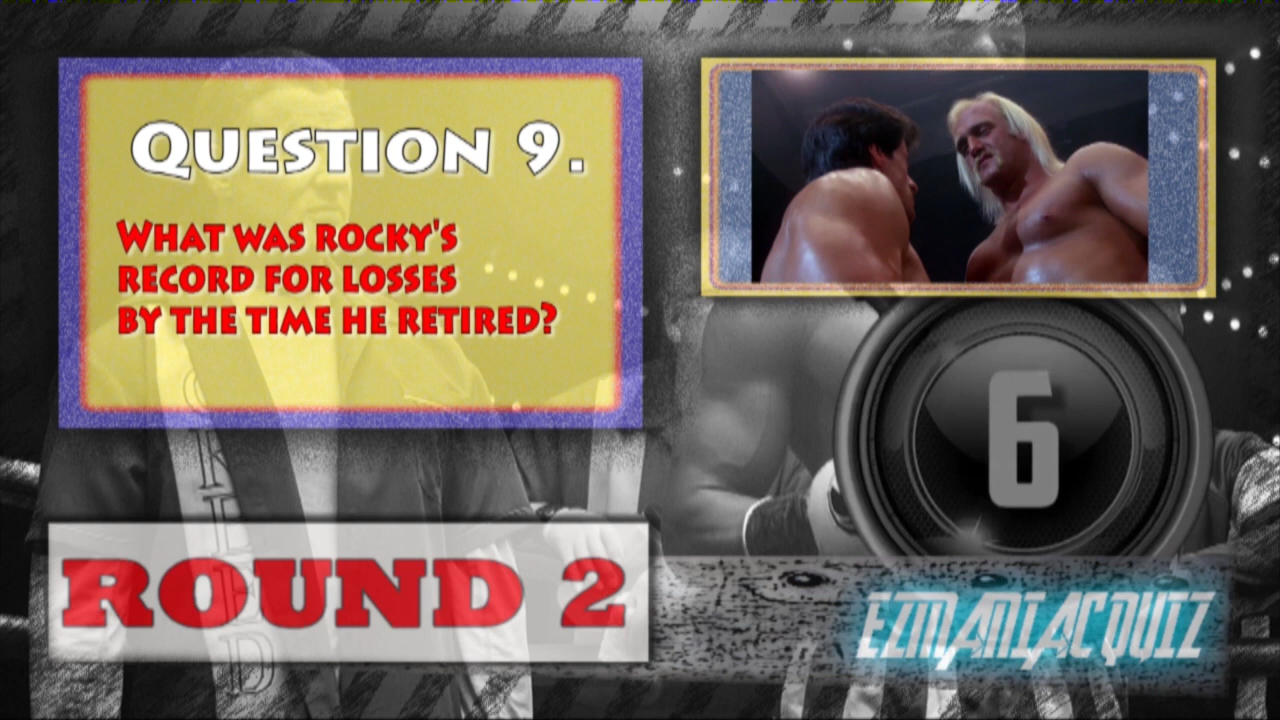 QUESTION 9.
WHAT WAS ROCKY'S
RECORD FOR LOSSES
BY THE TIME HE RETIRED?
6
ROUND 2
EZMANIACQUIZ